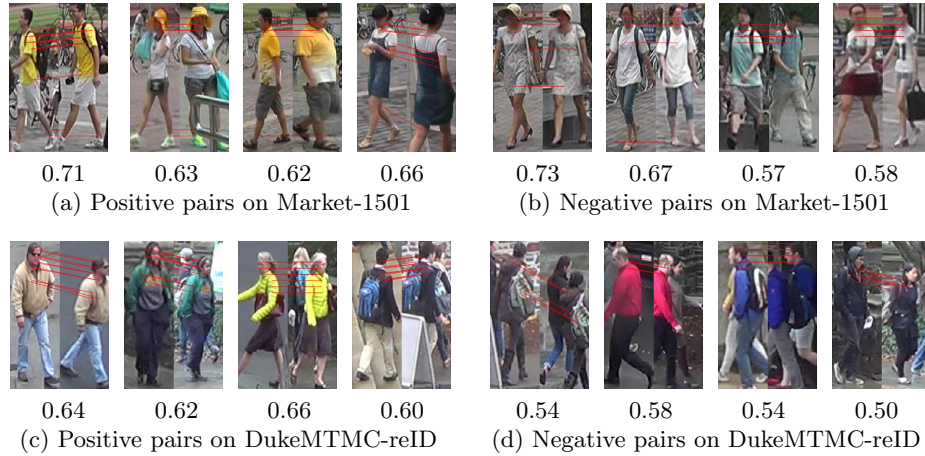 0.71 0.63 0.62 0.66 0.73 0.67 0.57 0.58
(a) Positive pairs on Market-1501 (b) Negative pairs on Market-1501
0.64 0.62 0.66 0.60 0.54 0.58 0.54 0.50
(c) Positive pairs on DukeMTMC-reID (d) Negative pairs on DukeMTMC-reID